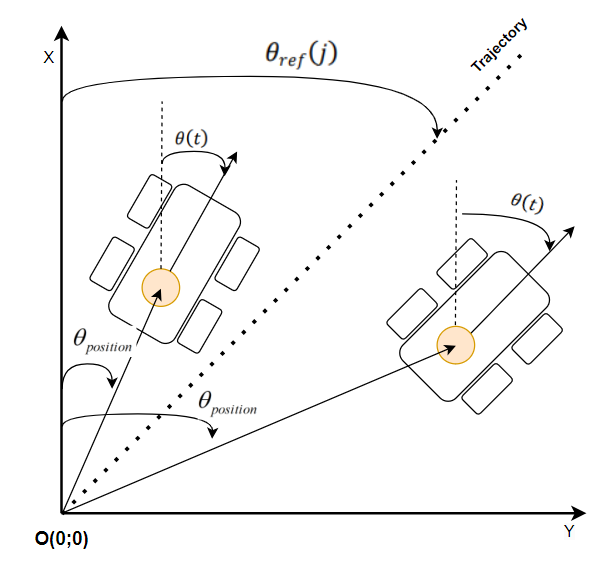 θref(j)
Trajectory
X
θ(t)
θ(t)
θposition
θposition
Y
O(0;0)